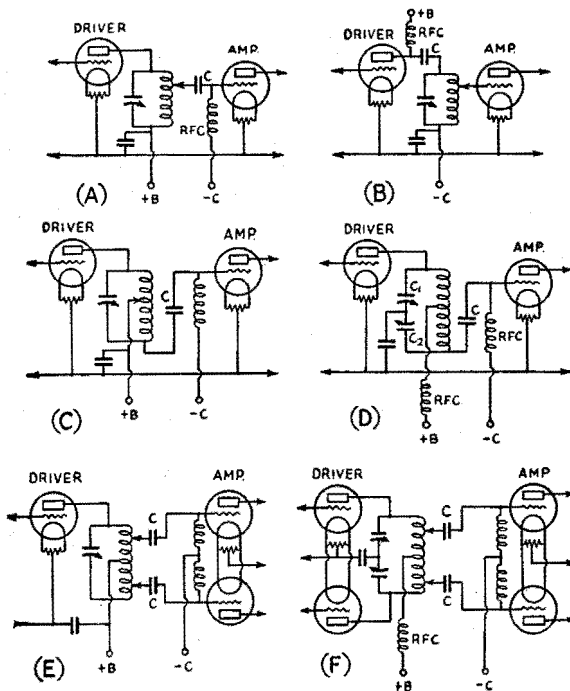 DRIVER AMP.
C
RFC
(A)
+B -C
+B
RFC
DRIVER C AMP.
(B)
-C
DRIVER AMP.
C
(C)
+B -C
DRIVER AMP.
C1
C
C2
RFC
RFC
(D)
+B -C
DRIVER AMP.
C
C
(E)
+B -C
DRIVER AMP.
C
C
RFC
(F)
+B -C